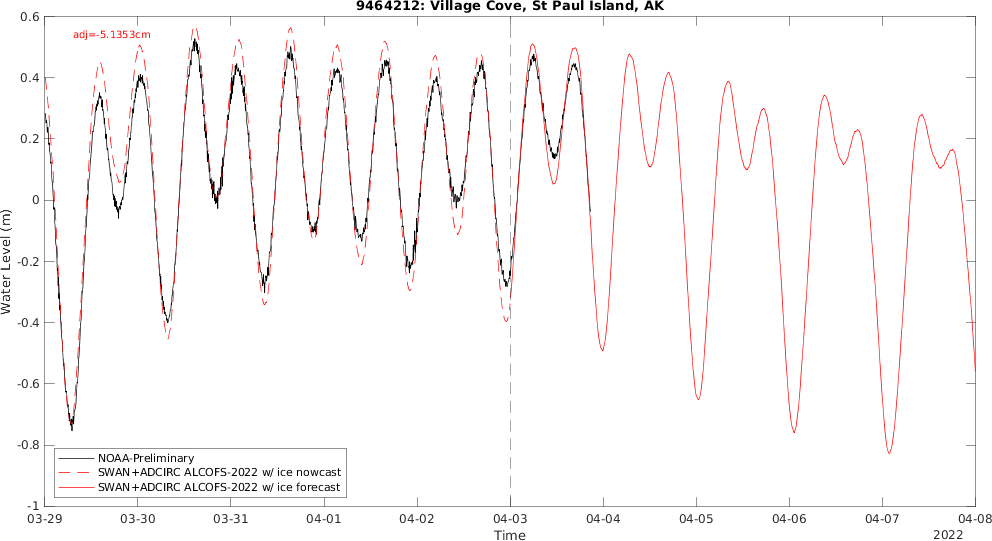 9464212: Village Cove, St Paul Island, AK
adj=-5.1353cm
0.6
0.4
0.2
0
-0.2
-0.4
-0.6
-0.8
-1
Water Level (m)
NOAA-Preliminary
SWAN+ADCIRC ALCOFS-2022 w/ ice nowcast
SWAN+ADCIRC ALCOFS-2022 w/ ice forecast
03-29 03-30 03-31 04-01 04-02 04-03 04-04 04-05 04-06 04-07 04-08
Time
2022